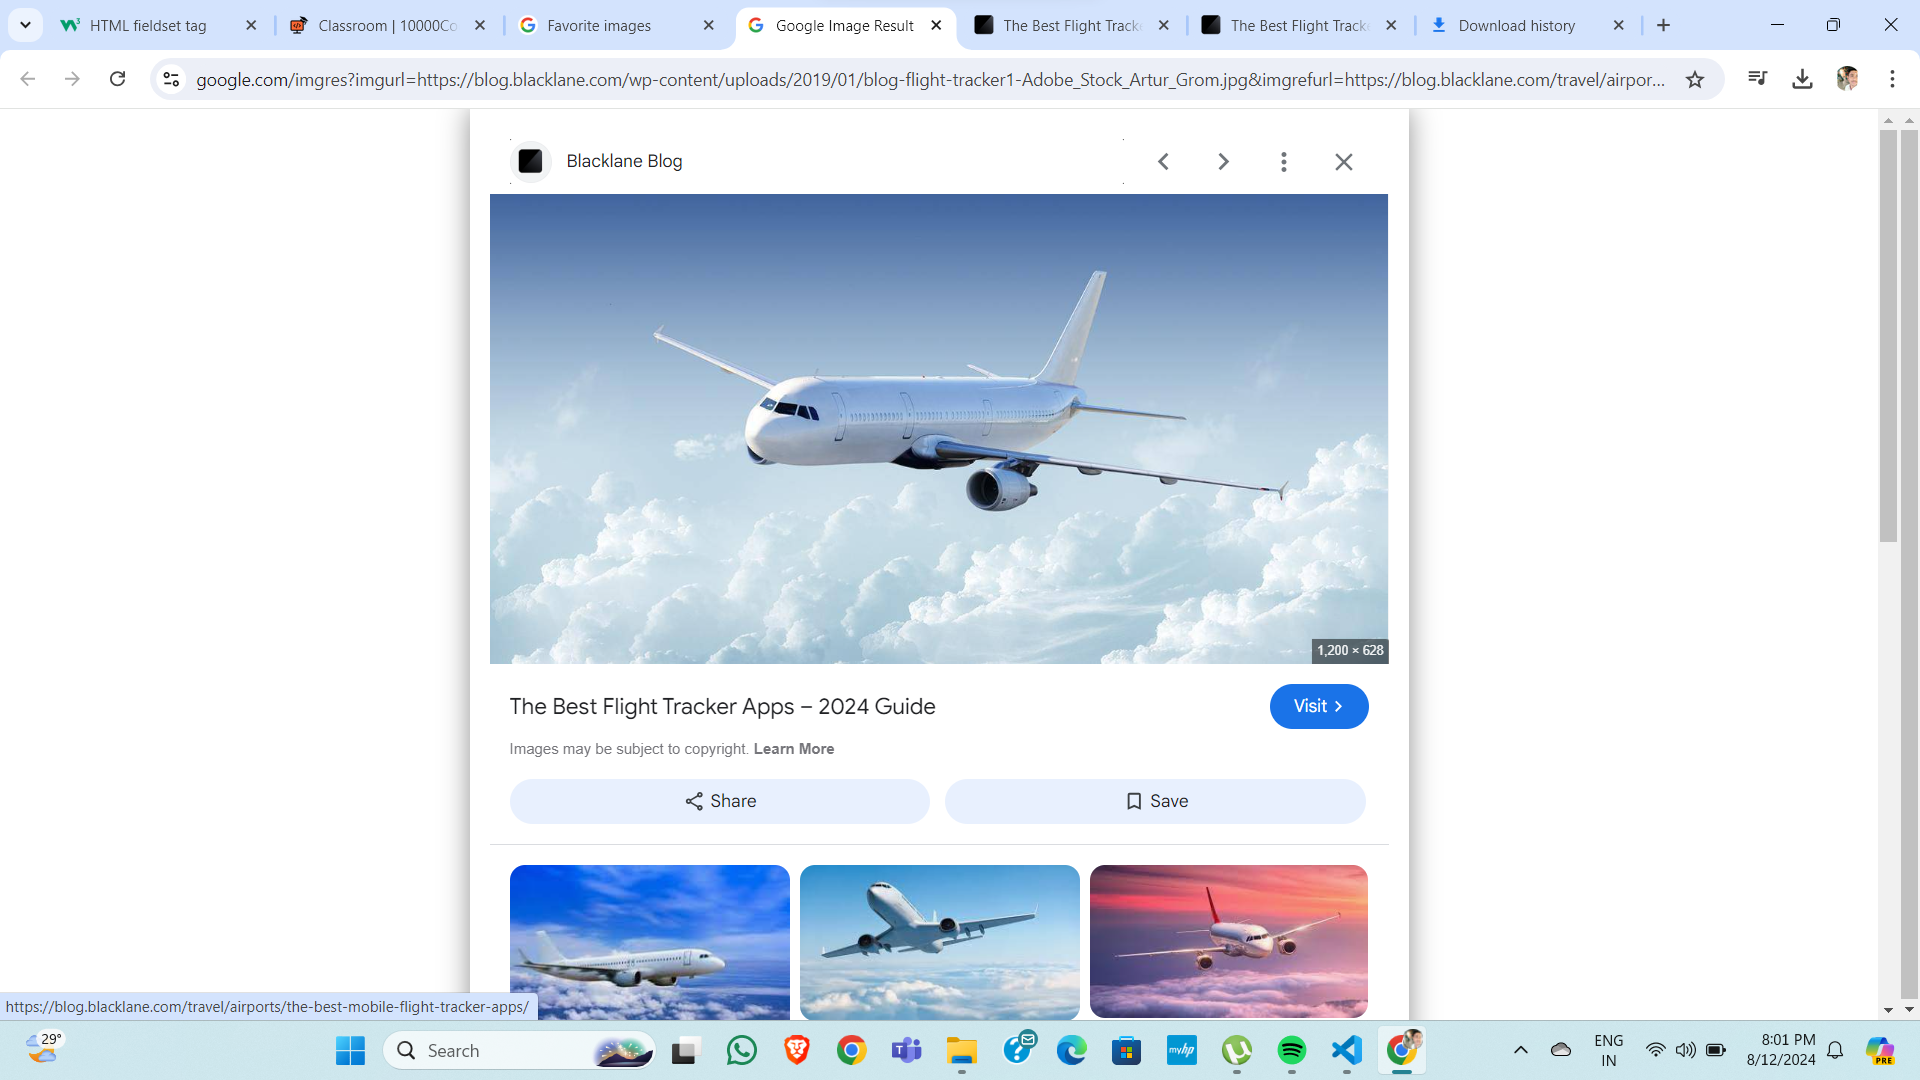 HTML fieldset tag
Classroom | 10000Co
Favorite images
Google Image Result
The Best Flight Tracke
The Best Flight Tracke
Download history
google.com/imgres?imgurl=https://blog.blacklane.com/wp-content/uploads/2019/01/blog-flight-tracker1-Adobe_Stock_Artur_Grom.jpg&imgrefurl=https://blog.blacklane.com/travel/airpor...
Blacklane Blog
1,200 × 628
The Best Flight Tracker Apps – 2024 Guide
Visit
Images may be subject to copyright. Learn More
Share
Save
https://blog.blacklane.com/travel/airports/the-best-mobile-flight-tracker-apps/
29°
Search
myhp
ENG
IN
8:01 PM
8/12/2024
PRE